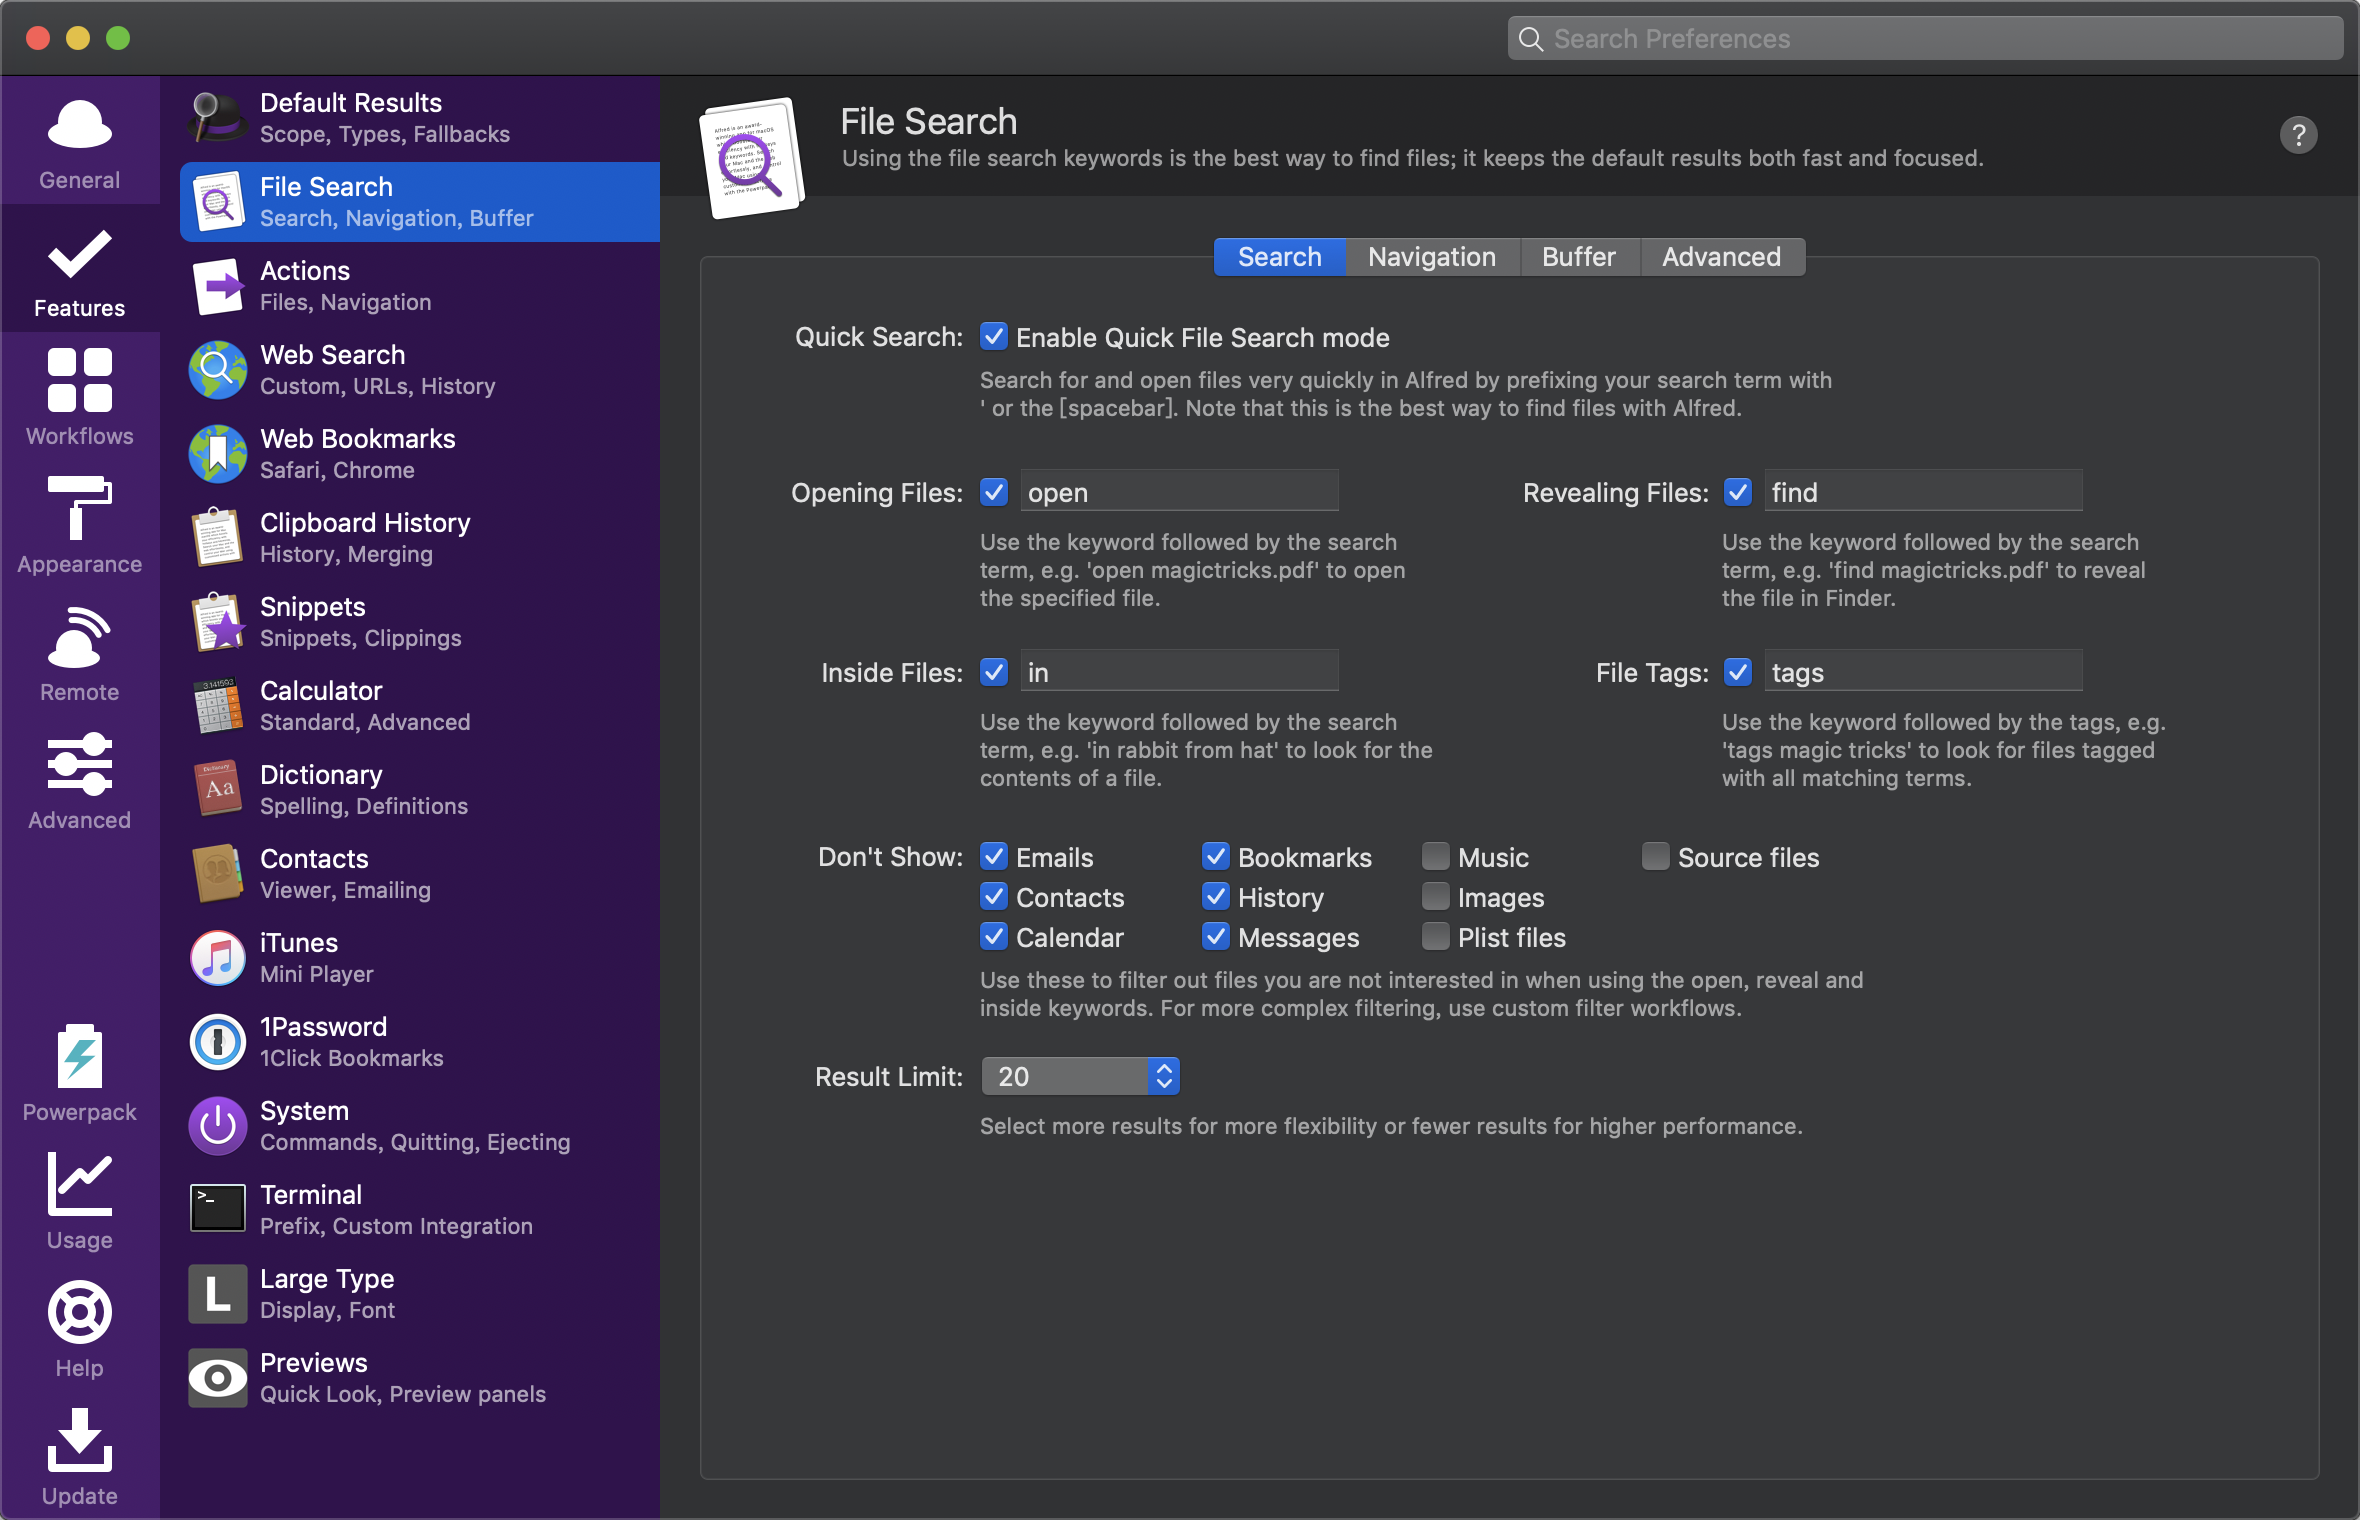 Search Preferences
General
Features
Workflows
Appearance
Remote
Advanced
Powerpack
Usage
Help
Update
Default Results
Scope, Types, Fallbacks
File Search
Search, Navigation, Buffer
Actions
Files, Navigation
Web Search
Custom, URLs, History
Web Bookmarks
Safari, Chrome
Clipboard History
History, Merging
Snippets
Snippets, Clippings
3.141593
Calculator
Standard, Advanced
Dictionary
Aa
Dictionary
Spelling, Definitions
Contacts
Viewer, Emailing
iTunes
Mini Player
1Password
1Click Bookmarks
System
Commands, Quitting, Ejecting
>_
Terminal
Prefix, Custom Integration
L
Large Type
Display, Font
Previews
Quick Look, Preview panels
File Search
Using the file search keywords is the best way to find files; it keeps the default results both fast and focused.
?
Search Navigation Buffer Advanced
Quick Search: Enable Quick File Search mode
Search for and open files very quickly in Alfred by prefixing your search term with
' or the [spacebar]. Note that this is the best way to find files with Alfred.
Opening Files: open
Use the keyword followed by the search
term, e.g. 'open magictricks.pdf' to open
the specified file.
Revealing Files: find
Use the keyword followed by the search
term, e.g. 'find magictricks.pdf' to reveal
the file in Finder.
Inside Files: in
Use the keyword followed by the search
term, e.g. 'in rabbit from hat' to look for the
contents of a file.
File Tags: tags
Use the keyword followed by the tags, e.g.
'tags magic tricks' to look for files tagged
with all matching terms.
Don't Show: Emails Bookmarks Music Source files
Contacts History Images
Calendar Messages Plist files
Use these to filter out files you are not interested in when using the open, reveal and
inside keywords. For more complex filtering, use custom filter workflows.
Result Limit: 20
Select more results for more flexibility or fewer results for higher performance.